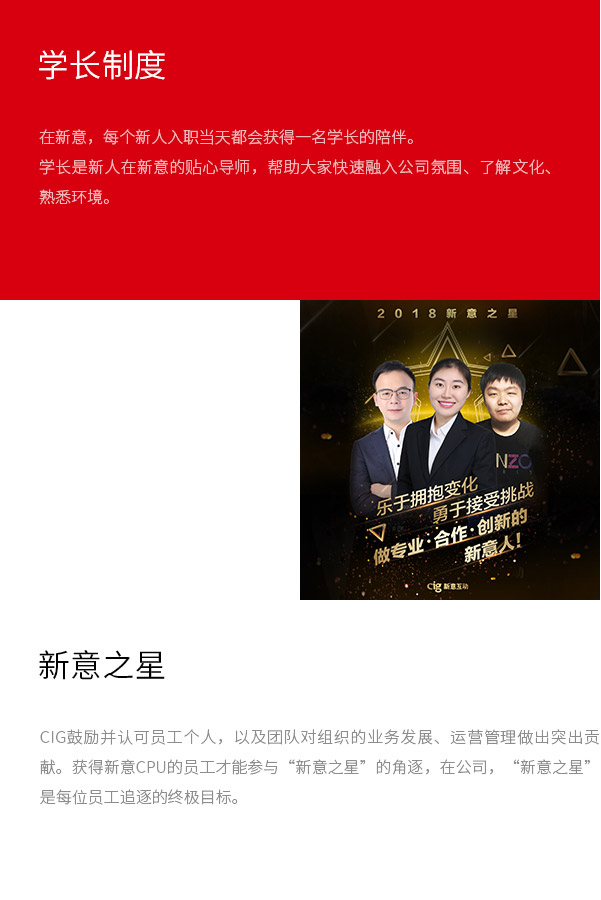 学长制度
在新意，每个新人入职当天都会获得一名学长的陪伴。
学长是新人在新意的贴心导师，帮助大家快速融入公司氛围、了解文化、
熟悉环境。
2018新意之星
NZO
乐于拥抱变化
勇于接受挑战
做专业·合作·创新的
新意人！
cig 新意互动
新意之星
CIG鼓励并认可员工个人，以及团队对组织的业务发展、运营管理做出突出贡
献。获得新意CPU的员工才能参与“新意之星”的角逐，在公司，“新意之星”
是每位员工追逐的终极目标。